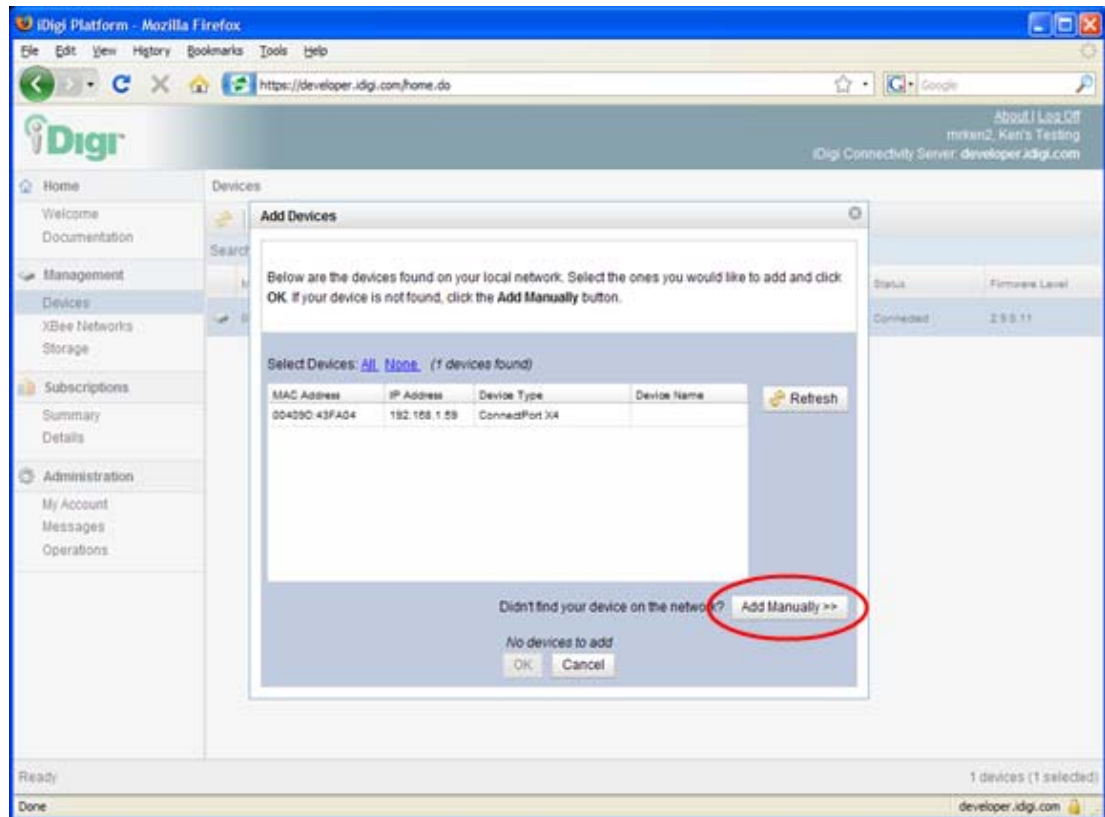 iDigi Platform - Mozilla Firefox
File Edit View History Bookmarks Tools Help
https://developer.idigi.com/home.do
Google
iDigi
About | Log Off
mrken2, Ken's Testing
iDigi Connectivity Server: developer.idigi.com
Home
Welcome
Documentation
Management
Devices
XBee Networks
Storage
Subscriptions
Summary
Details
Administration
My Account
Messages
Operations
Devices
Search
Status Firmware Level
Connected 2.9.0.11
Add Devices
Below are the devices found on your local network. Select the ones you would like to add and click
OK. If your device is not found, click the Add Manually button.
Select Devices: All None (1 devices found)
MAC Address IP Address Device Type Device Name
00409D:43FA04 192.168.1.59 ConnectPort X4
Refresh
Didn't find your device on the network? Add Manually >>
No devices to add
OK Cancel
Ready 1 devices (1 selected)
Done developer.idigi.com